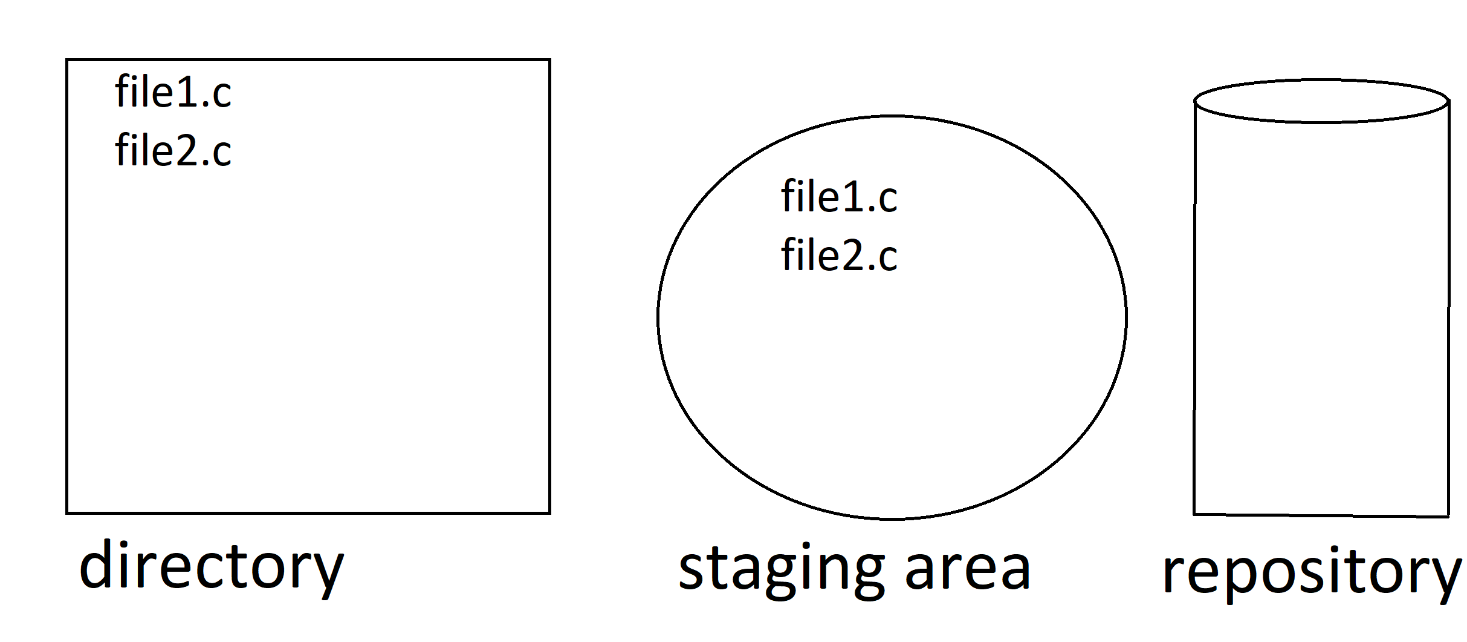 file1.c
file2.c
file1.c
file2.c
directory
staging area
repository